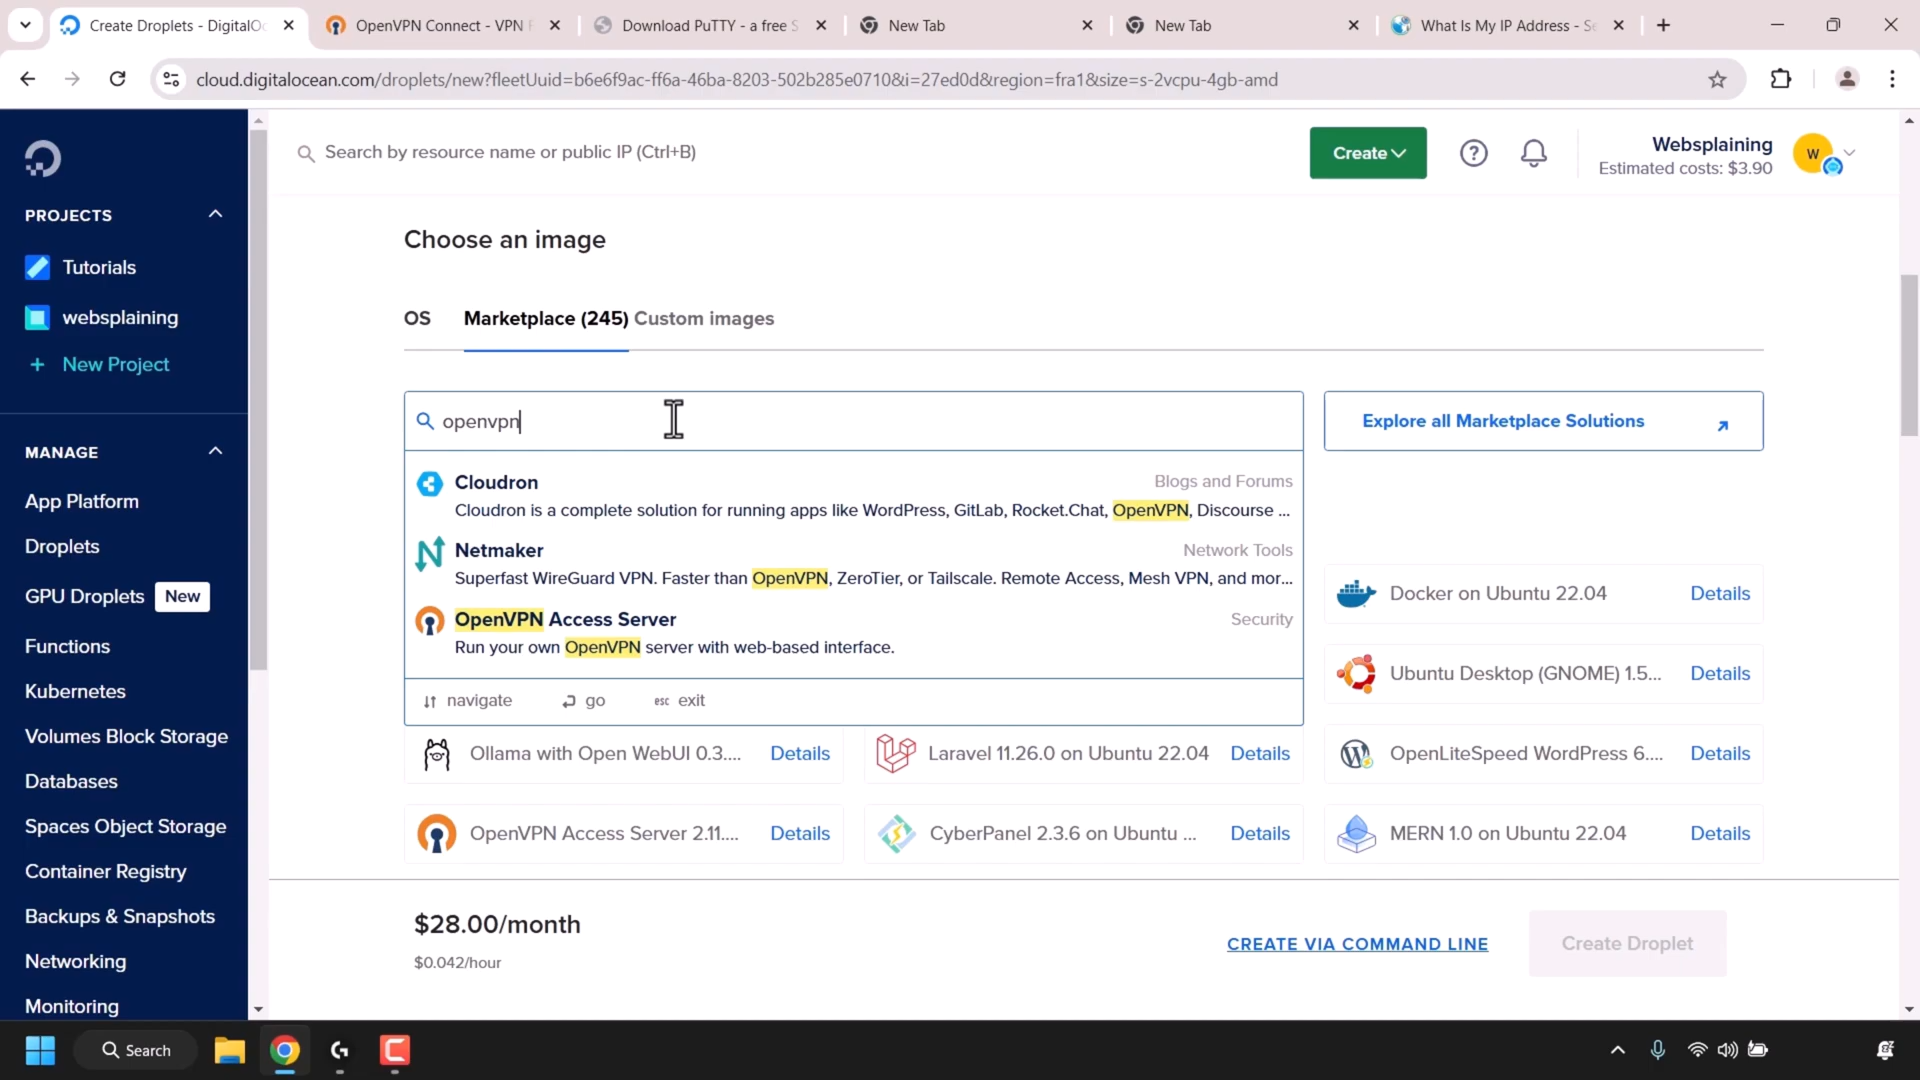 Create Droplets - DigitalOc
OpenVPN Connect - VPN F
Download PuTTY - a free S
New Tab
New Tab
What Is My IP Address - Se
cloud.digitalocean.com/droplets/new?fleetUuid=b6e6f9ac-ff6a-46ba-8203-502b285e0710&i=27ed0d&region=fra1&size=s-2vcpu-4gb-amd
Search by resource name or public IP (Ctrl+B)
Create
Websplaining
Estimated costs: $3.90
W
PROJECTS
Tutorials
websplaining
+ New Project
MANAGE
App Platform
Droplets
GPU Droplets New
Functions
Kubernetes
Volumes Block Storage
Databases
Spaces Object Storage
Container Registry
Backups & Snapshots
Networking
Monitoring
Choose an image
OS
Marketplace (245)
Custom images
openvpn
Explore all Marketplace Solutions
Cloudron
Blogs and Forums
Cloudron is a complete solution for running apps like WordPress, GitLab, Rocket.Chat, OpenVPN, Discourse ...
Netmaker
Network Tools
Superfast WireGuard VPN. Faster than OpenVPN, ZeroTier, or Tailscale. Remote Access, Mesh VPN, and mor...
OpenVPN Access Server
Security
Run your own OpenVPN server with web-based interface.
navigate
go
esc exit
Docker on Ubuntu 22.04 Details
Ubuntu Desktop (GNOME) 1.5... Details
Ollama with Open WebUI 0.3.... Details
Laravel 11.26.0 on Ubuntu 22.04 Details
OpenLiteSpeed WordPress 6.... Details
OpenVPN Access Server 2.11.... Details
CyberPanel 2.3.6 on Ubuntu ... Details
MERN 1.0 on Ubuntu 22.04 Details
$28.00/month
$0.042/hour
CREATE VIA COMMAND LINE
Create Droplet
Search